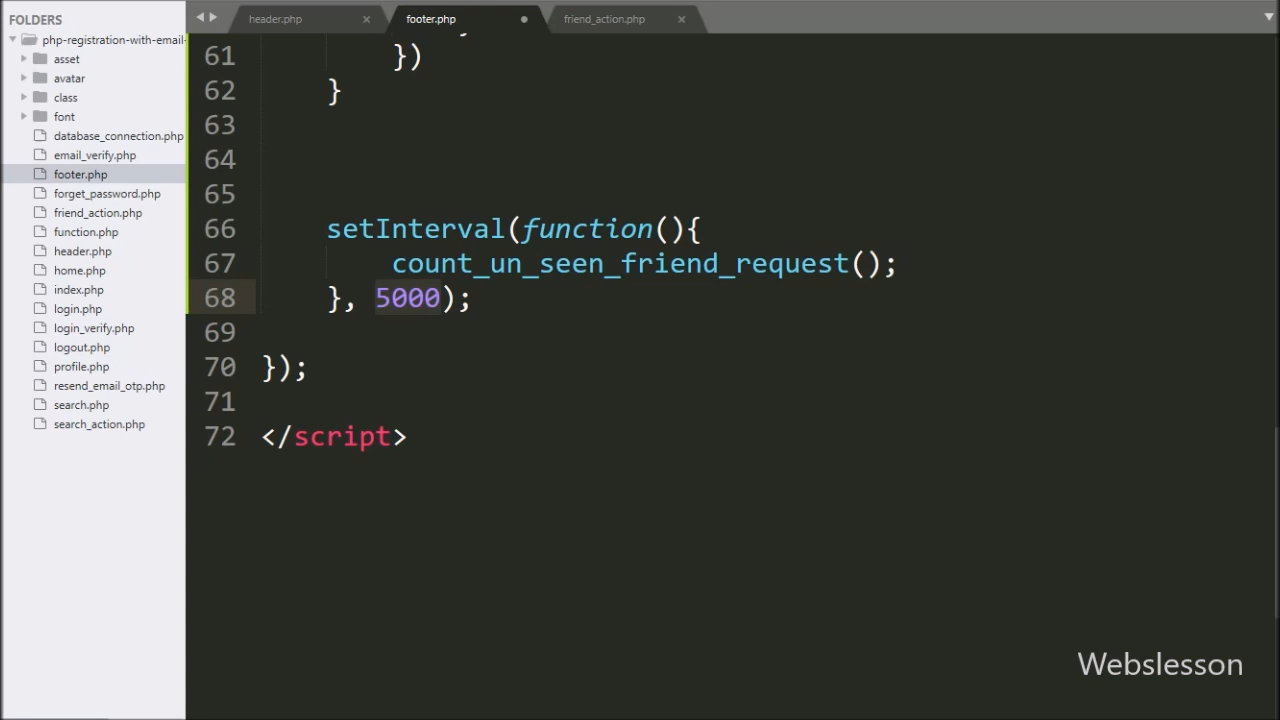 FOLDERS
php-registration-with-email-
asset
avatar
class
font
database_connection.php
email_verify.php
footer.php
forget_password.php
friend_action.php
function.php
header.php
home.php
index.php
login.php
login_verify.php
logout.php
profile.php
resend_email_otp.php
search.php
search_action.php
header.php × footer.php friend_action.php ×
61 })
62 }
63
64
65
66 setInterval(function(){
67 count_un_seen_friend_request();
68 }, 5000);
69
70 });
71
72 </script>
Webslesson